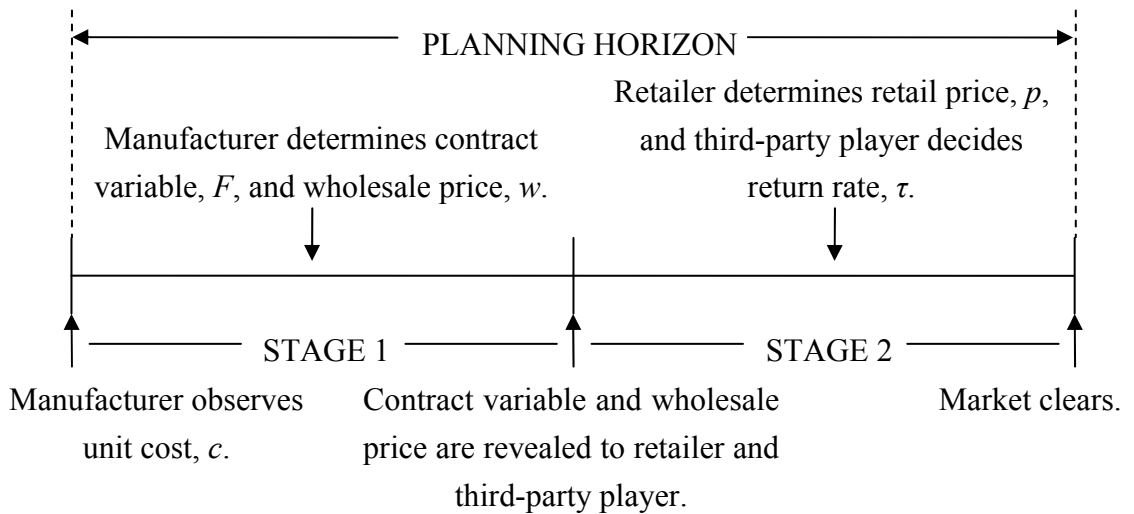 PLANNING HORIZON
Manufacturer determines contract
variable, F, and wholesale price, w.
Retailer determines retail price, p,
and third-party player decides
return rate, τ.
STAGE 1
STAGE 2
Manufacturer observes
unit cost, c.
Contract variable and wholesale
price are revealed to retailer and
third-party player.
Market clears.